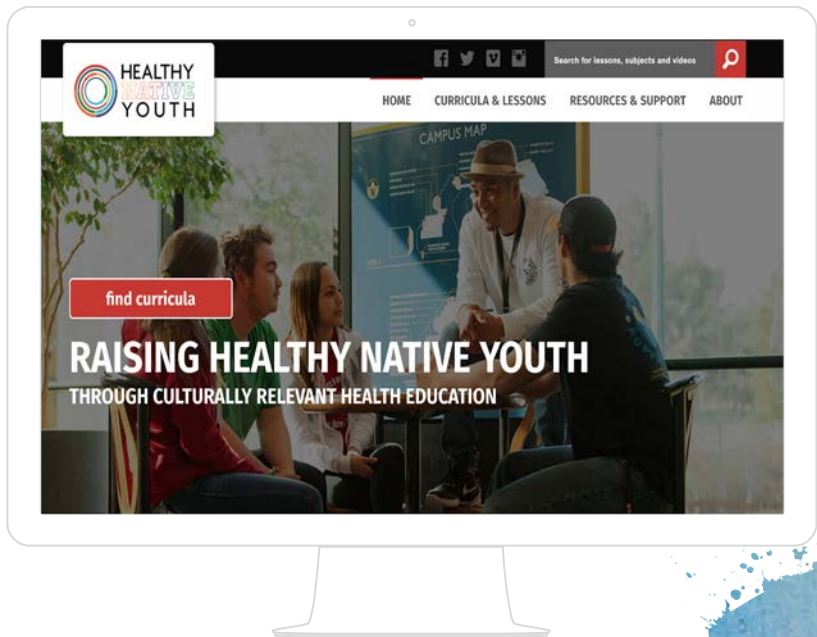 HEALTHY
NATIVE
YOUTH
Search for lessons, subjects and videos
HOME CURRICULA & LESSONS RESOURCES & SUPPORT ABOUT
CAMPUS MAP
find curricula
RAISING HEALTHY NATIVE YOUTH
THROUGH CULTURALLY RELEVANT HEALTH EDUCATION